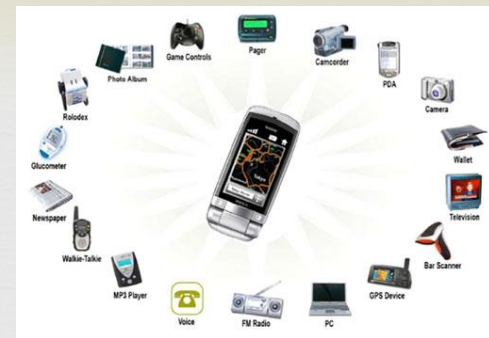 Pager
Game Controls
Camcorder
Photo Album
PDA
Camera
Rolodex
Wallet
Glucometer
Tokyo
Television
Newspaper
Walkie-Talkie
Bar Scanner
MP3 Player
GPS Device
Voice
FM Radio
PC